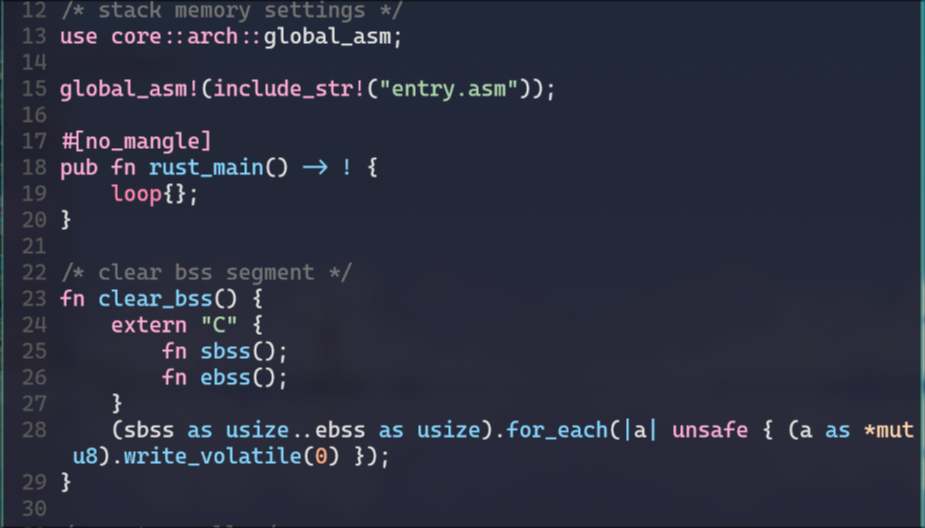 12 /* stack memory settings */
13 use core::arch::global_asm;
14
15 global_asm!(include_str!("entry.asm"));
16
17 #[no_mangle]
18 pub fn rust_main() -> ! {
19     loop{};
20 }
21
22 /* clear bss segment */
23 fn clear_bss() {
24     extern "C" {
25         fn sbss();
26         fn ebss();
27     }
28     (sbss as usize..ebss as usize).for_each(|a| unsafe { (a as *mut
u8).write_volatile(0) });
29 }
30